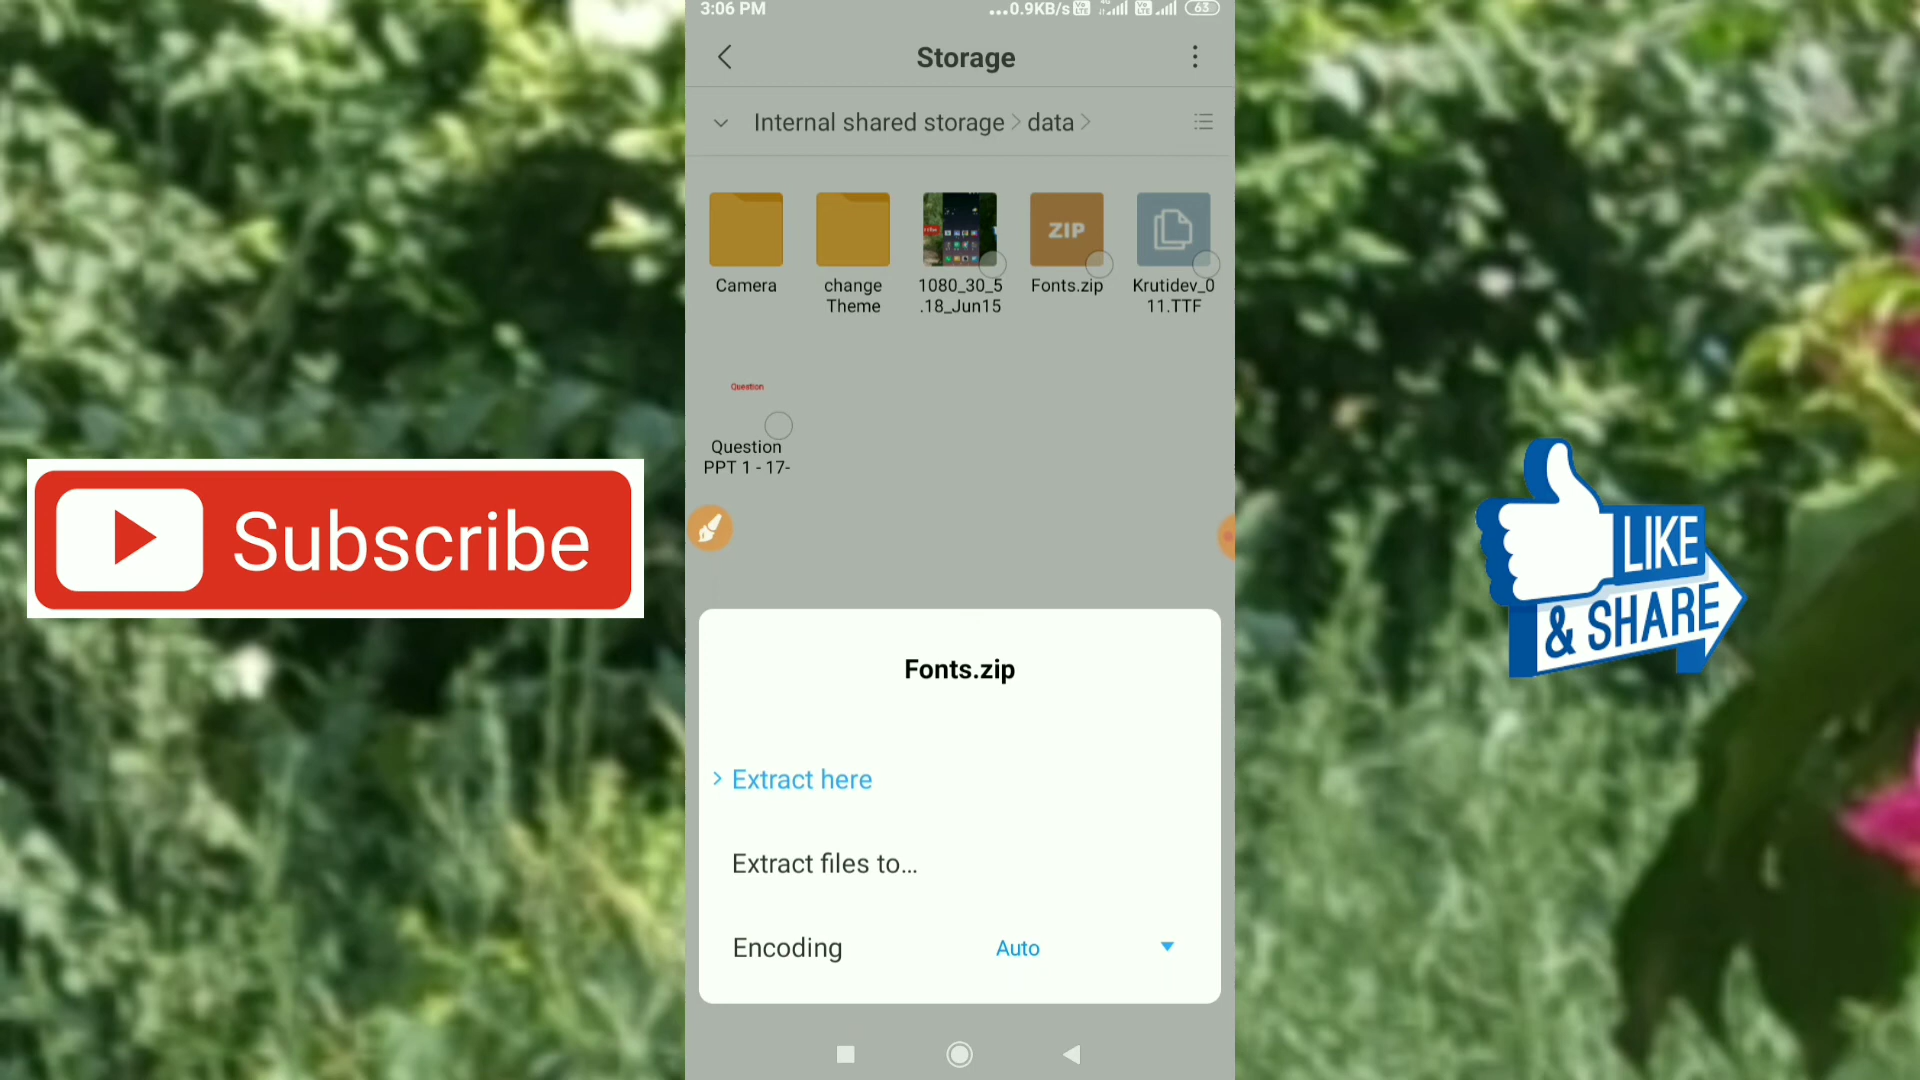 3:06 PM
...0.9KB/s
63
Storage
Internal shared storage > data >
ZIP
Camera
change
Theme
1080_30_5
.18_Jun15
Fonts.zip
Krutidev_0
11.TTF
Question
Question
PPT 1 - 17-
Subscribe
LIKE
& SHARE
Fonts.zip
> Extract here
Extract files to...
Encoding
Auto